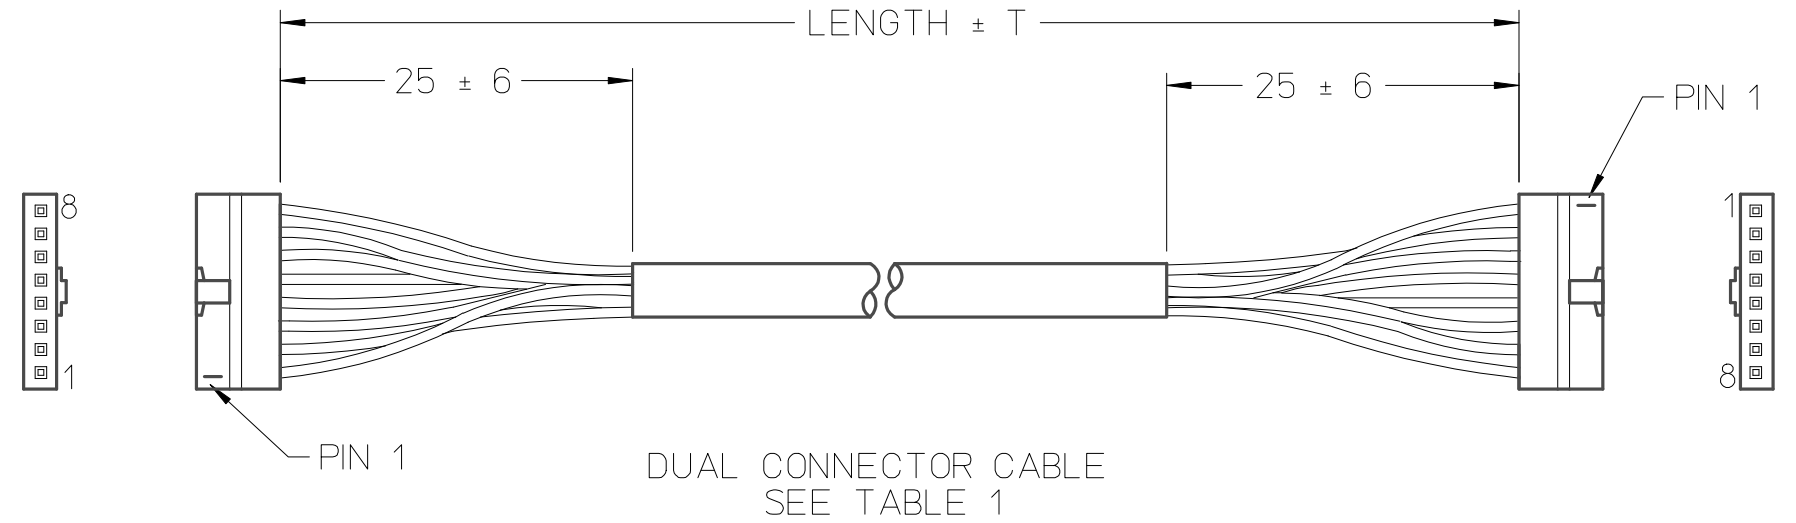 LENGTH ± T
25 ± 6
25 ± 6
PIN 1
8
1
1
8
PIN 1
DUAL CONNECTOR CABLE
SEE TABLE 1